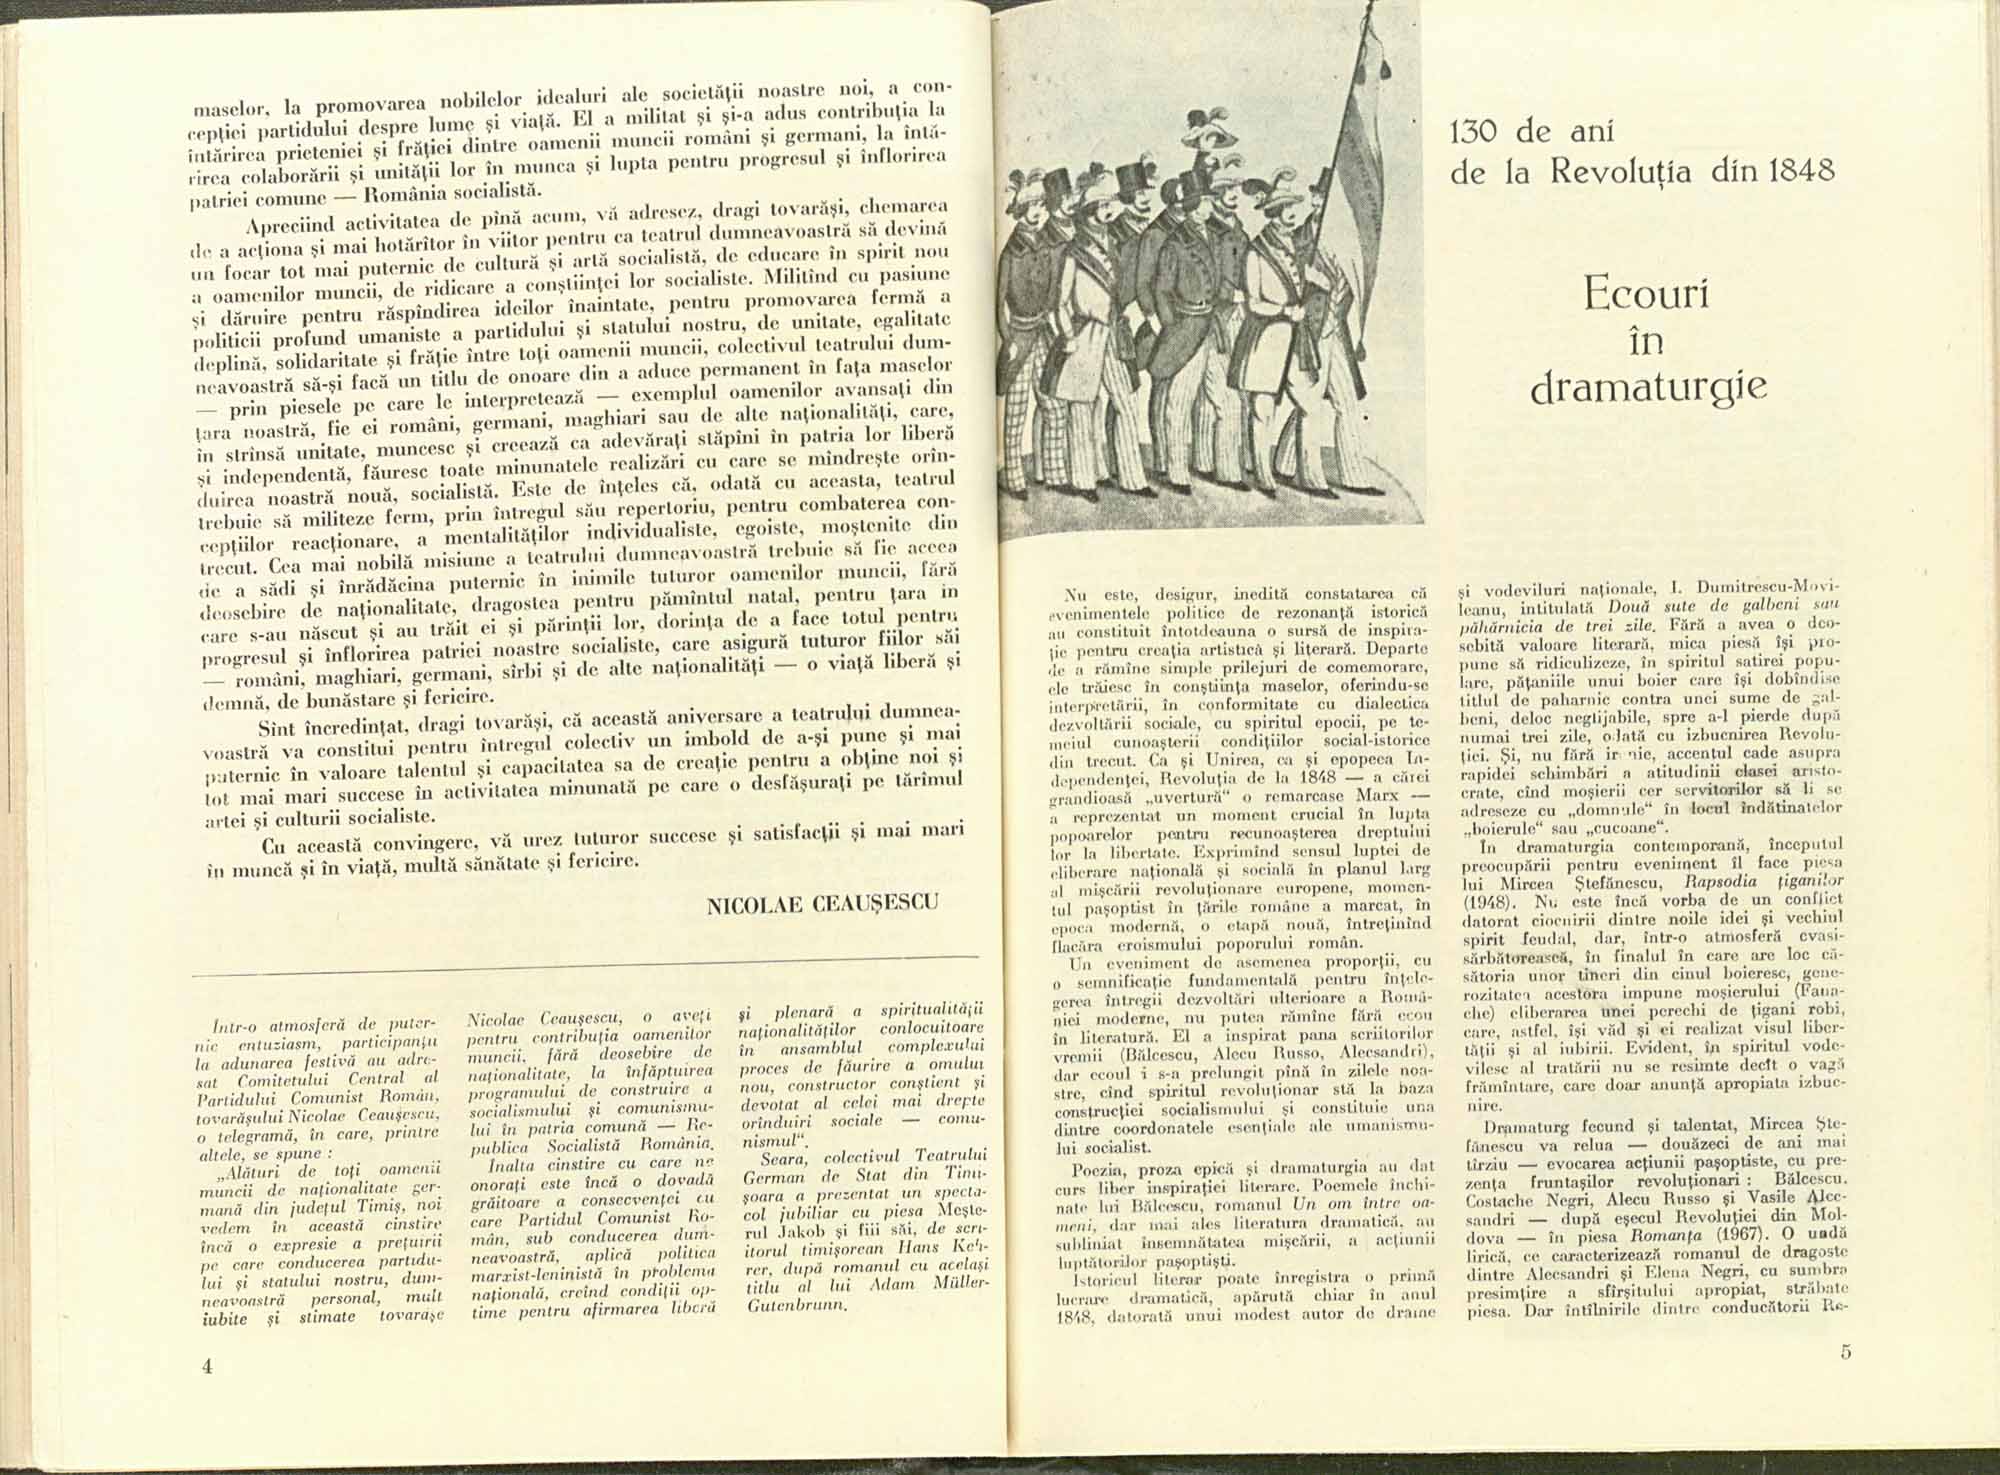 maselor, la promovarea nobilelor idealuri ale societății noastre noi, a con-
cepției partidului despre lume și viață. El a militat și și-a adus contribuția la
întărirea prieteniei și frăției dintre oamenii muncii români și germani, la întă-
rirea colaborării și unității lor în munca și lupta pentru progresul și înflorirea
patriei comune — România socialistă.
Apreciind activitatea de pînă acum, vă adresez, dragi tovarăși, chemarea
de a acționa și mai hotărîtor în viitor pentru ca teatrul dumneavoastră să devină
un focar tot mai puternic de cultură și artă socialistă, de educare în spirit nou
a oamenilor muncii, de ridicare a conștiinței lor socialiste. Militînd cu pasiune
și dăruire pentru răspîndirea ideilor înaintate, pentru promovarea fermă a
politicii profund umaniste a partidului și statului nostru, de unitate, egalitate
deplină, solidaritate și frăție între toți oamenii muncii, colectivul teatrului dum-
neavoastră să-și facă un titlu de onoare din a aduce permanent în fața maselor
— prin piesele pe care le interpretează — exemplul oamenilor avansați din
țara noastră, fie ei români, germani, maghiari sau de alte naționalități, care,
în strînsă unitate, muncesc și creează ca adevărați stăpîni în patria lor liberă
și independentă, făuresc toate minunatele realizări cu care se mîndrește orîn-
duirea noastră nouă, socialistă. Este de înțeles că, odată cu aceasta, teatrul
trebuie să militeze ferm, prin întregul său repertoriu, pentru combaterea con-
cepțiilor reacționare, a mentalităților individualiste, egoiste, moștenite din
trecut. Cea mai nobilă misiune a teatrului dumneavoastră trebuie să fie aceea
de a sădi și înrădăcina puternic în inimile tuturor oamenilor muncii, fără
deosebire de naționalitate, dragostea pentru pămîntul natal, pentru țara în
care s-au născut și au trăit ei și părinții lor, dorința de a face totul pentru
progresul și înflorirea patriei noastre socialiste, care asigură tuturor fiilor săi
— români, maghiari, germani, sîrbi și de alte naționalități — o viață liberă și
demnă, de bunăstare și fericire.
Sînt încredințat, dragi tovarăși, că această aniversare a teatrului dumnea-
voastră va constitui pentru întregul colectiv un imbold de a-și pune și mai
puternic în valoare talentul și capacitatea sa de creație pentru a obține noi și
tot mai mari succese în activitatea minunată pe care o desfășurați pe tărîmul
artei și culturii socialiste.
Cu această convingere, vă urez tuturor succese și satisfacții și mai mari
în muncă și în viață, multă sănătate și fericire.
NICOLAE CEAUȘESCU
Într-o atmosferă de puter-
nic entuziasm, participanții
la adunarea festivă au adre-
sat Comitetului Central al
Partidului Comunist Român,
tovarășului Nicolae Ceaușescu,
o telegramă, în care, printre
altele, se spune :
„Alături de toți oamenii
muncii de naționalitate ger-
mană din județul Timiș, noi
vedem în această cinstire
încă o expresie a prețuirii
pe care conducerea partidu-
lui și statului nostru, dum-
neavoastră personal, mult
iubite și stimate tovarășe
Nicolae Ceaușescu, o aveți
pentru contribuția oamenilor
muncii, fără deosebire de
naționalitate, la înfăptuirea
programului de construire a
socialismului și comunismu-
lui în patria comună — Re-
publica Socialistă România.
Înalta cinstire cu care ne
onorați este încă o dovadă
grăitoare a consecvenței cu
care Partidul Comunist Ro-
mân, sub conducerea dum-
neavoastră, aplică politica
marxist-leninistă în problema
națională, creînd condiții op-
time pentru afirmarea liberă
și plenară a spiritualității
naționalităților conlocuitoare
în ansamblul complexului
proces de făurire a omului
nou, constructor conștient și
devotat al celei mai drepte
orînduiri sociale — comu-
nismul“.
Seara, colectivul Teatrului
German de Stat din Timi-
șoara a prezentat un specta-
col jubiliar cu piesa Mește-
rul Jakob și fiii săi, de scri-
itorul timișorean Hans Keh-
rer, după romanul cu același
titlu al lui Adam Müller-
Gutenbrunn.
4
130 de ani
de la Revoluția din 1848
Ecouri
în
dramaturgie
Nu este, desigur, inedită constatarea că
evenimentele politice de rezonanță istorică
au constituit întotdeauna o sursă de inspira-
ție pentru creația artistică și literară. Departe
de a rămîne simple prilejuri de comemorare,
ele trăiesc în conștiința maselor, oferindu-se
interpretării, în conformitate cu dialectica
dezvoltării sociale, cu spiritul epocii, pe te-
meiul cunoașterii condițiilor social-istorice
din trecut. Ca și Unirea, ca și epopeea In-
dependenței, Revoluția de la 1848 — a cărei
grandioasă „uvertură“ o remarcase Marx —
a reprezentat un moment crucial în lupta
popoarelor pentru recunoașterea dreptului
lor la libertate. Exprimînd sensul luptei de
eliberare națională și socială în planul larg
al mișcării revoluționare europene, momen-
tul pașoptist în țările române a marcat, în
epoca modernă, o etapă nouă, întreținînd
flacăra eroismului poporului român.
Un eveniment de asemenea proporții, cu
o semnificație fundamentală pentru înțele-
gerea întregii dezvoltări ulterioare a Româ-
niei moderne, nu putea rămîne fără ecou
în literatură. El a inspirat pana scriitorilor
vremii (Bălcescu, Alecu Russo, Alecsandri),
dar ecoul i s-a prelungit pînă în zilele noa-
stre, cînd spiritul revoluționar stă la baza
construcției socialismului și constituie una
dintre coordonatele esențiale ale umanismu-
lui socialist.
Poezia, proza epică și dramaturgia au dat
curs liber inspirației literare. Poemele închi-
nate lui Bălcescu, romanul Un om între oa-
meni, dar mai ales literatura dramatică, au
subliniat însemnătatea mișcării, a acțiunii
luptătorilor pașoptiști.
Istoricul literar poate înregistra o primă
lucrare dramatică, apărută chiar în anul
1848, datorată unui modest autor de drame
și vodeviluri naționale, I. Dumitrescu-Movi-
leanu, intitulată Două sute de galbeni sau
păhărnicia de trei zile. Fără a avea o deo-
sebită valoare literară, mica piesă își pro-
pune să ridiculizeze, în spiritul satirei popu-
lare, pățaniile unui boier care își dobîndise
titlul de paharnic contra unei sume de gal-
beni, deloc neglijabile, spre a-l pierde după
numai trei zile, odată cu izbucnirea Revolu-
ției. Și, nu fără ironie, accentul cade asupra
rapidei schimbări a atitudinii clasei aristo-
crate, cînd moșierii cer servitorilor să li se
adreseze cu „domnule“ în locul îndătinatelor
„boierule“ sau „cucoane“.
În dramaturgia contemporană, începutul
preocupării pentru eveniment îl face piesa
lui Mircea Ștefănescu, Rapsodia țiganilor
(1948). Nu este încă vorba de un conflict
datorat ciocnirii dintre noile idei și vechiul
spirit feudal, dar, într-o atmosferă cvasi-
sărbătorească, în finalul în care are loc că-
sătoria unor tineri din cinul boieresc, gene-
rozitatea acestora impune moșierului (Fana-
che) eliberarea unei perechi de țigani robi,
care, astfel, își văd și ei realizat visul liber-
tății și al iubirii. Evident, în spiritul vode-
vilesc al tratării nu se resimte decît o vagă
frămîntare, care doar anunță apropiata izbuc-
nire.
Dramaturg fecund și talentat, Mircea Ște-
fănescu va relua — douăzeci de ani mai
tîrziu — evocarea acțiunii pașoptiste, cu pre-
zența fruntașilor revoluționari : Bălcescu,
Costache Negri, Alecu Russo și Vasile Alec-
sandri — după eșecul Revoluției din Mol-
dova — în piesa Romanța (1967). O undă
lirică, ce caracterizează romanul de dragoste
dintre Alecsandri și Elena Negri, cu sumbra
presimțire a sfîrșitului apropiat, străbate
piesa. Dar întîlnirile dintre conducătorii Re-
5